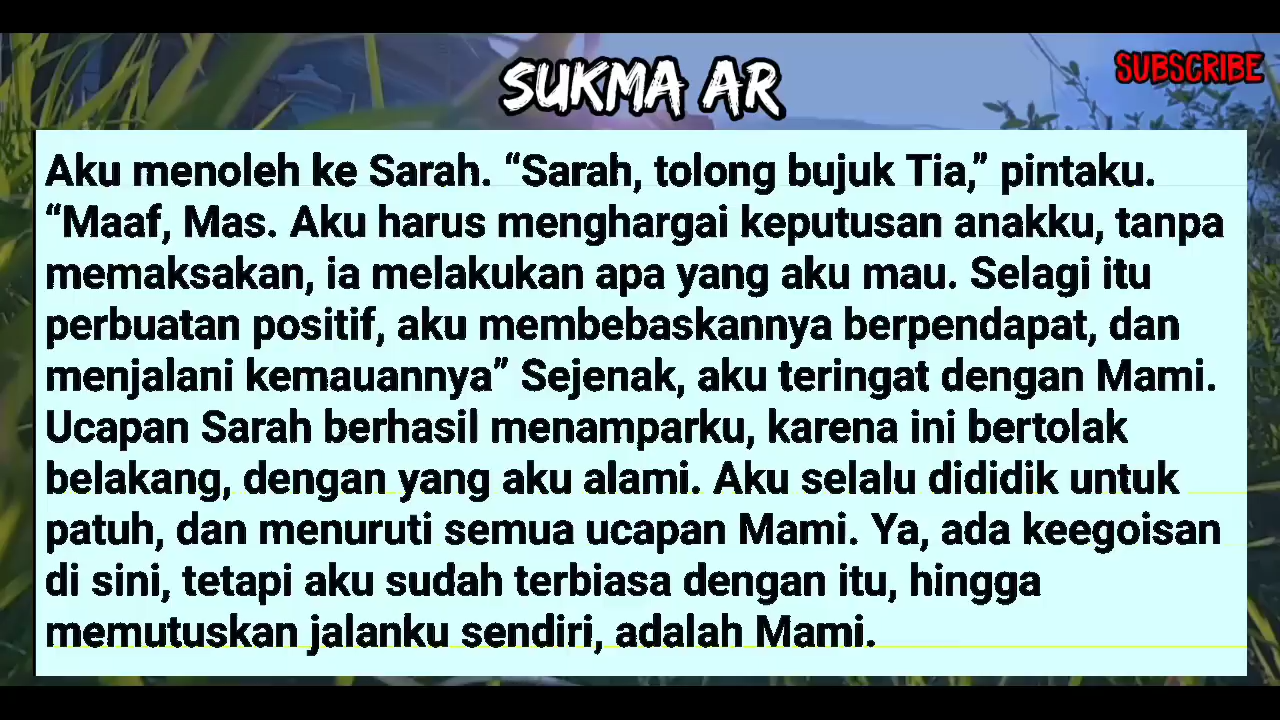 SUKMA AR
SUBSCRIBE
Aku menoleh ke Sarah. “Sarah, tolong bujuk Tia,” pintaku.
“Maaf, Mas. Aku harus menghargai keputusan anakku, tanpa
memaksakan, ia melakukan apa yang aku mau. Selagi itu
perbuatan positif, aku membebaskannya berpendapat, dan
menjalani kemauannya” Sejenak, aku teringat dengan Mami.
Ucapan Sarah berhasil menamparku, karena ini bertolak
belakang, dengan yang aku alami. Aku selalu dididik untuk
patuh, dan menuruti semua ucapan Mami. Ya, ada keegoisan
di sini, tetapi aku sudah terbiasa dengan itu, hingga
memutuskan jalanku sendiri, adalah Mami.